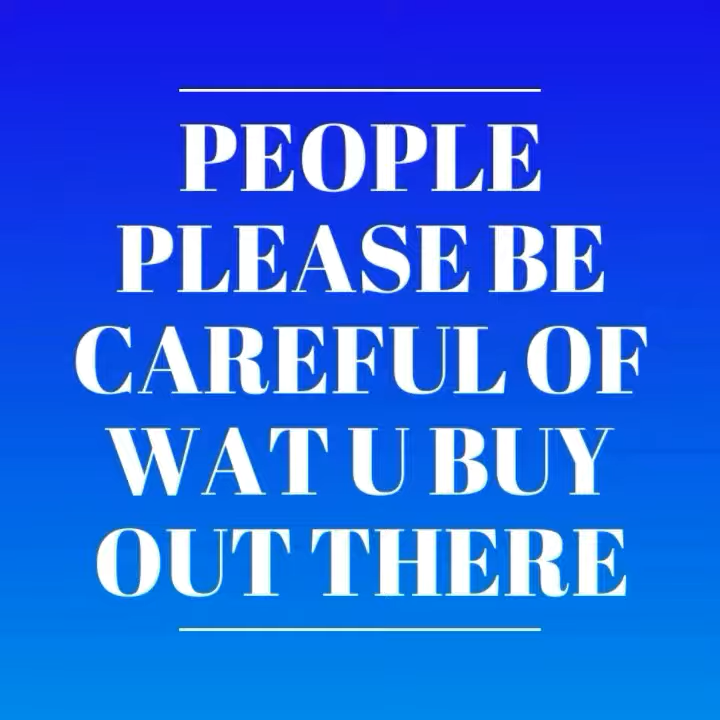 PEOPLE
PLEASE BE
CAREFUL OF
WAT U BUY
OUT THERE